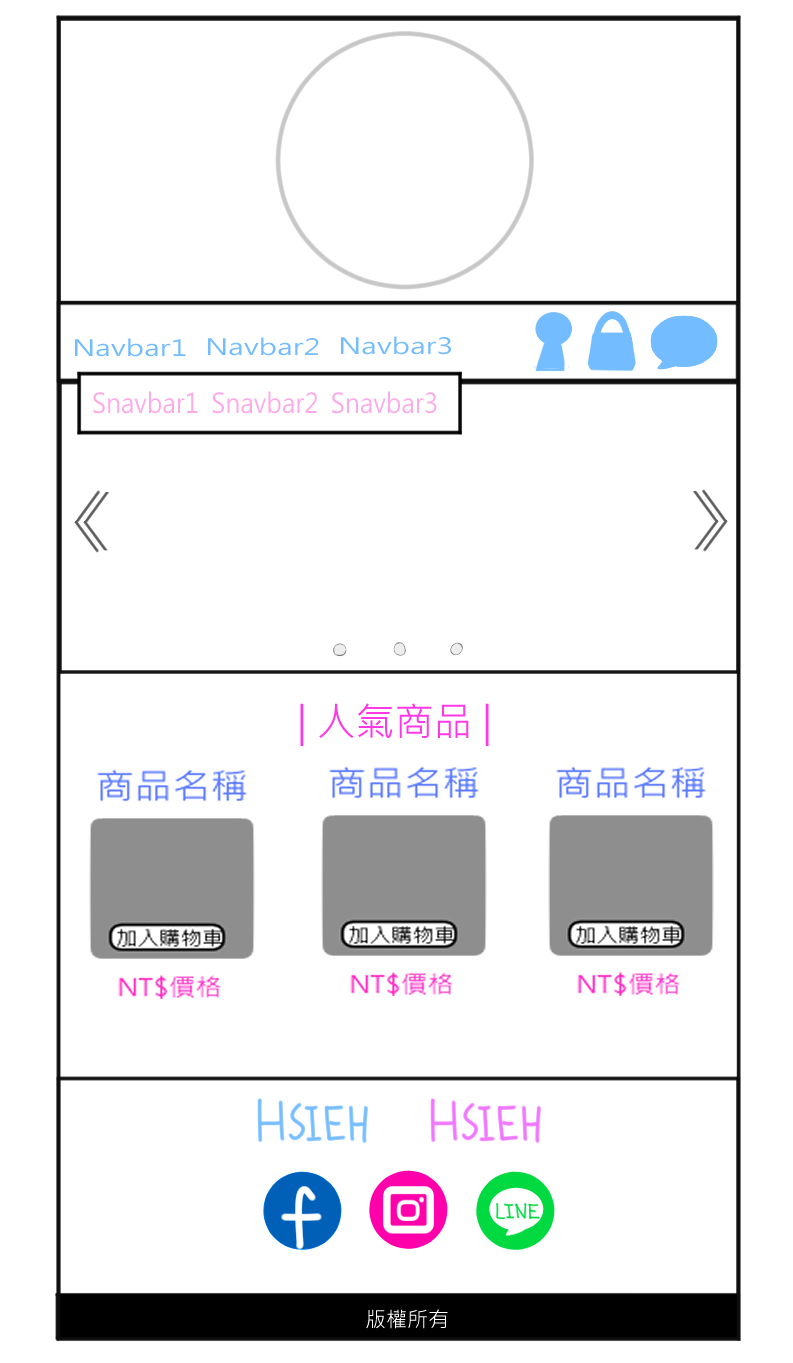 Navbar1 Navbar2 Navbar3
Snavbar1 Snavbar2 Snavbar3
| 人氣商品 |
商品名稱 商品名稱 商品名稱
加入購物車 加入購物車 加入購物車
NT$價格 NT$價格 NT$價格
HSIEH HSIEH
f LINE
版權所有